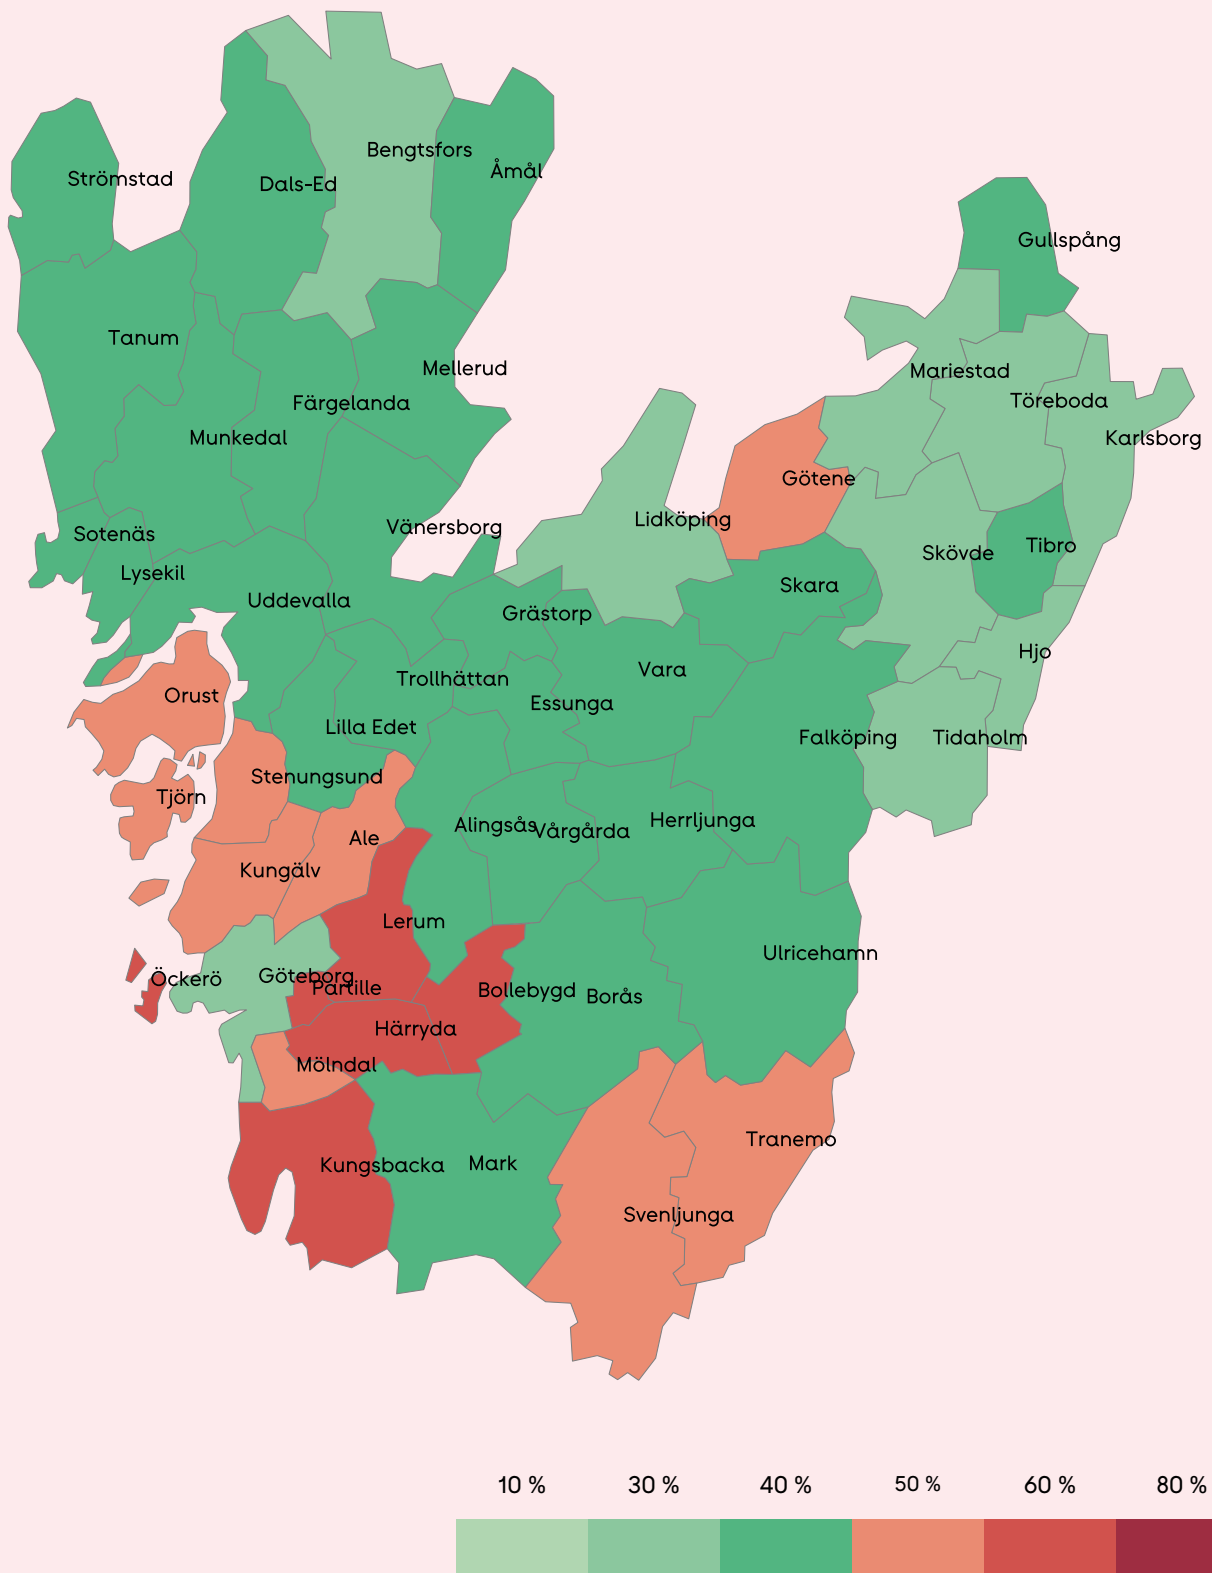 Bengtsfors
Åmål
Strömstad
Dals-Ed
Gullspång
Tanum
Mellerud
Mariestad
Färgelanda
Töreboda
Munkedal
Karlsborg
Götene
Lidköping
Vänersborg
Sotenäs
Tibro
Skövde
Lysekil
Skara
Uddevalla
Grästorp
Hjo
Vara
Trollhättan
Orust
Essunga
Lilla Edet
Falköping
Tidaholm
Stenungsund
Tjörn
Herrljunga
Alingsås
Vårgårda
Ale
Kungälv
Lerum
Ulricehamn
Göteborg
Öckerö
Partille
Bollebygd
Borås
Härryda
Mölndal
Tranemo
Mark
Kungsbacka
Svenljunga
10 % 30 % 40 % 50 % 60 % 80 %